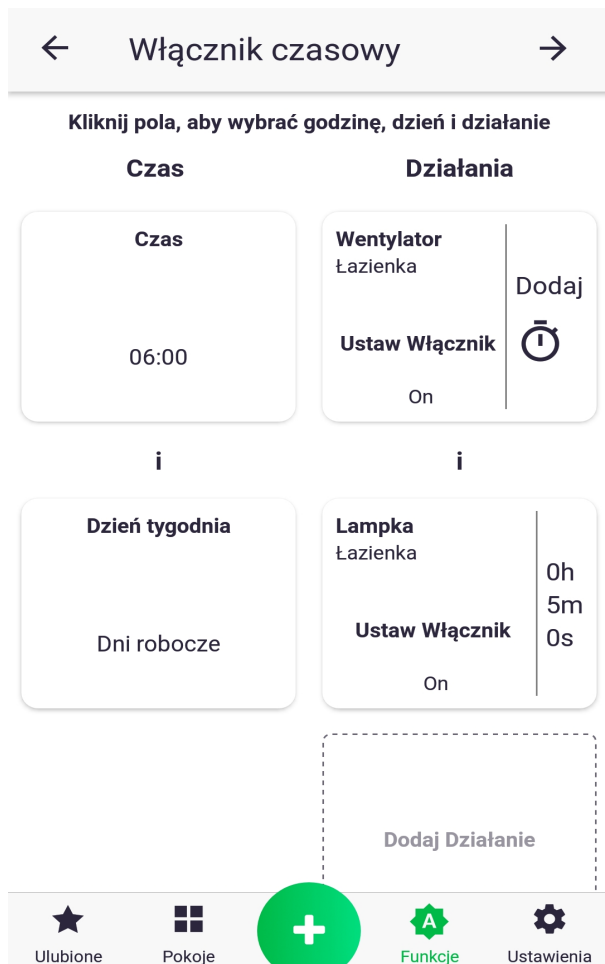 Włącznik czasowy
Kliknij pola, aby wybrać godzinę, dzień i działanie
Czas
Działania
Czas
06:00
Wentylator
Łazienka
Ustaw Włącznik
On
Dodaj
i
i
Dzień tygodnia
Dni robocze
Lampka
Łazienka
Ustaw Włącznik
On
0h
5m
0s
Dodaj Działanie
A
Ulubione
Pokoje
Funkcje
Ustawienia